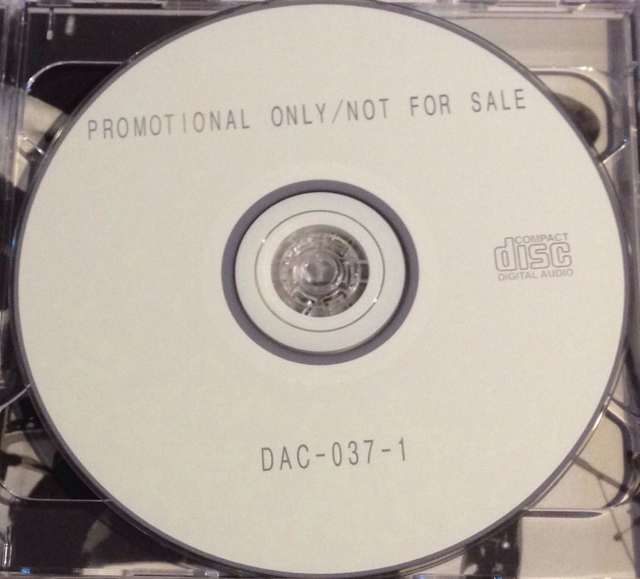 PROMOTIONAL ONLY/NOT FOR SALE
COMPACT
disc
DIGITAL AUDIO
DAC-037-1